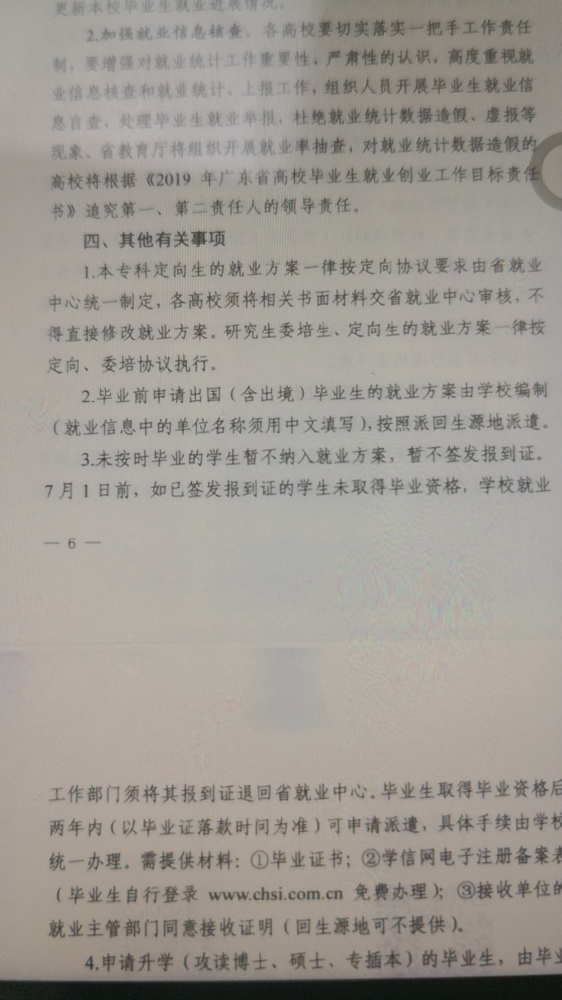 更新本校毕业生就业进展情况。
2.加强就业信息核查。各高校要切实落实一把手工作责任
制，要增强对就业统计工作重要性、严肃性的认识，高度重视就
业信息核查和就业统计、上报工作，组织人员开展毕业生就业信
息自查，处理毕业生就业举报，杜绝就业统计数据造假、虚报等
现象。省教育厅将组织开展就业率抽查，对就业统计数据造假的
高校将根据《2019 年广东省高校毕业生就业创业工作目标责任
书》追究第一、第二责任人的领导责任。
四、其他有关事项
1.本专科定向生的就业方案一律按定向协议要求由省就业
中心统一制定，各高校须将相关书面材料交省就业中心审核，不
得直接修改就业方案。研究生委培生、定向生的就业方案一律按
定向、委培协议执行。
2.毕业前申请出国（含出境）毕业生的就业方案由学校编制
（就业信息中的单位名称须用中文填写），按照派回生源地派遣。
3.未按时毕业的学生暂不纳入就业方案，暂不签发报到证。
7 月 1 日前，如已签发报到证的学生未取得毕业资格，学校就业
— 6 —
工作部门须将其报到证退回省就业中心。毕业生取得毕业资格后
两年内（以毕业证落款时间为准）可申请派遣，具体手续由学校
统一办理。需提供材料：①毕业证书；②学信网电子注册备案表
（毕业生自行登录 www.chsi.com.cn 免费办理）；③接收单位的
就业主管部门同意接收证明（回生源地可不提供）。
4.申请升学（攻读博士、硕士、专插本）的毕业生，由毕业